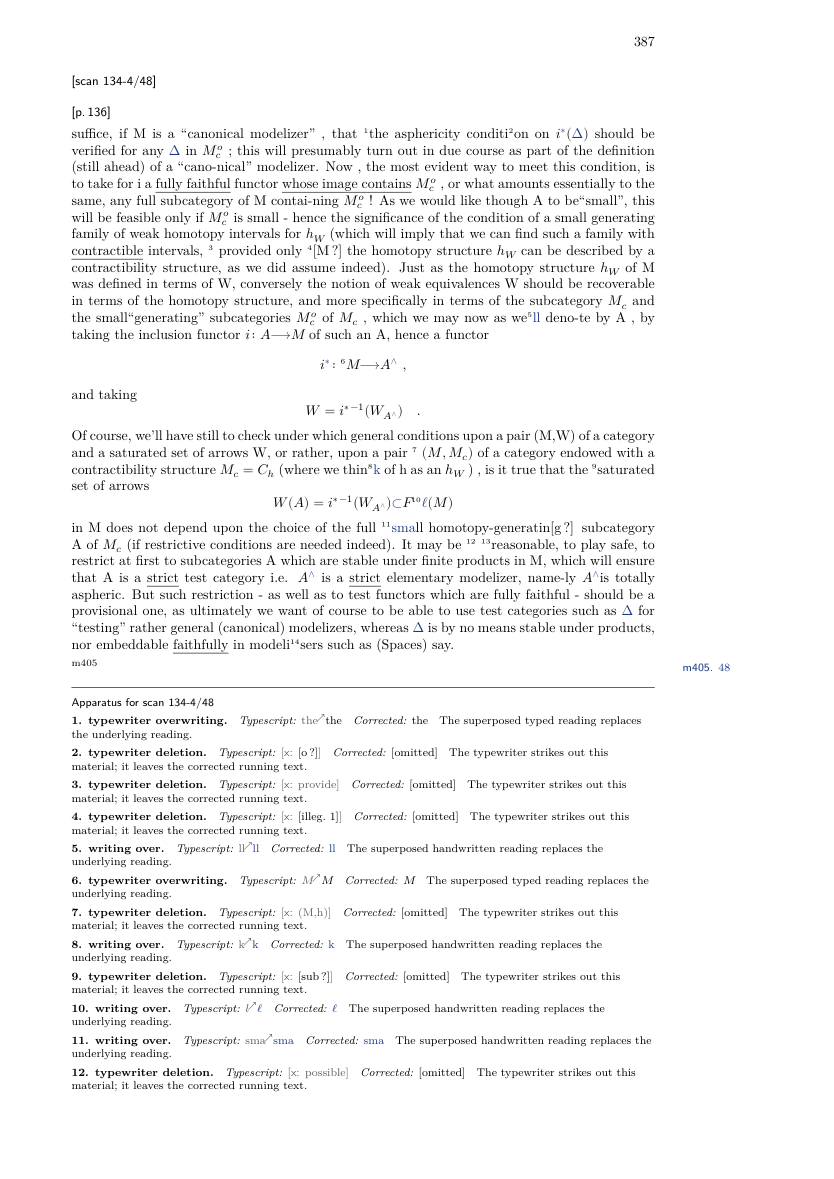 387
[scan 134-4/48]
[p. 136]
suffice, if M is a “canonical modelizer” , that ¹the asphericity conditi²on on i*(Δ) should be
verified for any Δ in M_c^o ; this will presumably turn out in due course as part of the definition
(still ahead) of a “cano-nical” modelizer. Now , the most evident way to meet this condition, is
to take for i a fully faithful functor whose image contains M_c^o , or what amounts essentially to the
same, any full subcategory of M contai-ning M_c^o ! As we would like though A to be“small”, this
will be feasible only if M_c^o is small - hence the significance of the condition of a small generating
family of weak homotopy intervals for h_W (which will imply that we can find such a family with
contractible intervals, ³ provided only ⁴[M ?] the homotopy structure h_W can be described by a
contractibility structure, as we did assume indeed). Just as the homotopy structure h_W of M
was defined in terms of W, conversely the notion of weak equivalences W should be recoverable
in terms of the homotopy structure, and more specifically in terms of the subcategory M_c and
the small“generating” subcategories M_c^o of M_c , which we may now as we⁵ll deno-te by A , by
taking the inclusion functor i : A⟶M of such an A, hence a functor
i* : ⁶M⟶A^ ,
and taking
W = i*⁻¹(W_A^) .
Of course, we’ll have still to check under which general conditions upon a pair (M,W) of a category
and a saturated set of arrows W, or rather, upon a pair ⁷ (M, M_c) of a category endowed with a
contractibility structure M_c = C_h (where we thin⁸k of h as an h_W ) , is it true that the ⁹saturated
set of arrows
W(A) = i*⁻¹(W_A^)⊂F¹⁰ℓ(M)
in M does not depend upon the choice of the full ¹¹small homotopy-generatin[g ?] subcategory
A of M_c (if restrictive conditions are needed indeed). It may be ¹² ¹³reasonable, to play safe, to
restrict at first to subcategories A which are stable under finite products in M, which will ensure
that A is a strict test category i.e. A^ is a strict elementary modelizer, name-ly A^is totally
aspheric. But such restriction - as well as to test functors which are fully faithful - should be a
provisional one, as ultimately we want of course to be able to use test categories such as Δ for
“testing” rather general (canonical) modelizers, whereas Δ is by no means stable under products,
nor embeddable faithfully in modeli¹⁴sers such as (Spaces) say.
m405
m405. 48
Apparatus for scan 134-4/48
1. typewriter overwriting. Typescript: the↗the Corrected: the The superposed typed reading replaces
the underlying reading.
2. typewriter deletion. Typescript: [x: [o ?]] Corrected: [omitted] The typewriter strikes out this
material; it leaves the corrected running text.
3. typewriter deletion. Typescript: [x: provide] Corrected: [omitted] The typewriter strikes out this
material; it leaves the corrected running text.
4. typewriter deletion. Typescript: [x: [illeg. 1]] Corrected: [omitted] The typewriter strikes out this
material; it leaves the corrected running text.
5. writing over. Typescript: ll↗ll Corrected: ll The superposed handwritten reading replaces the
underlying reading.
6. typewriter overwriting. Typescript: M↗M Corrected: M The superposed typed reading replaces the
underlying reading.
7. typewriter deletion. Typescript: [x: (M,h)] Corrected: [omitted] The typewriter strikes out this
material; it leaves the corrected running text.
8. writing over. Typescript: k↗k Corrected: k The superposed handwritten reading replaces the
underlying reading.
9. typewriter deletion. Typescript: [x: [sub ?]] Corrected: [omitted] The typewriter strikes out this
material; it leaves the corrected running text.
10. writing over. Typescript: l↗ℓ Corrected: ℓ The superposed handwritten reading replaces the
underlying reading.
11. writing over. Typescript: sma↗sma Corrected: sma The superposed handwritten reading replaces the
underlying reading.
12. typewriter deletion. Typescript: [x: possible] Corrected: [omitted] The typewriter strikes out this
material; it leaves the corrected running text.